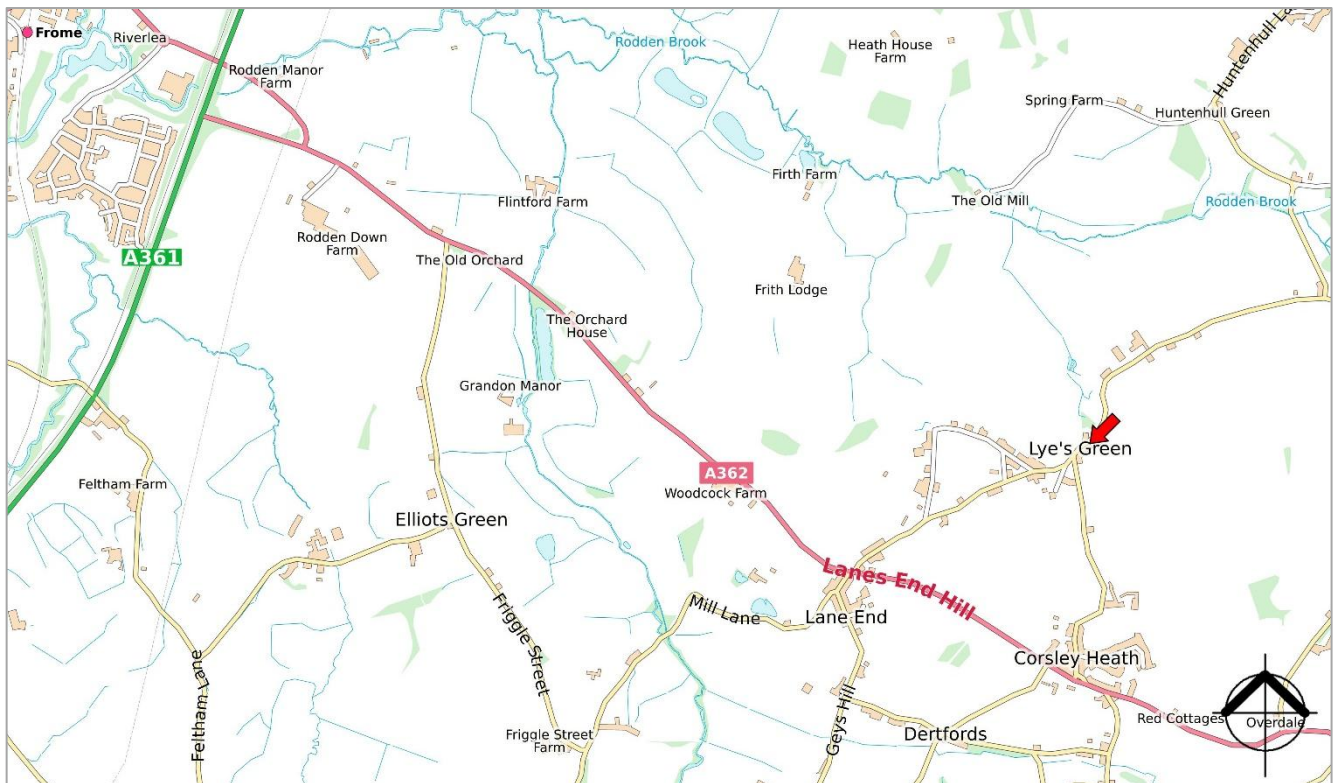 Frome
Riverlea
Rodden Manor
Farm
Rodden Brook
Heath House
Farm
Huntenhull La
Spring Farm
Huntenhull Green
Firth Farm
Flintford Farm
The Old Mill
Rodden Brook
Rodden Down
Farm
A361
The Old Orchard
Frith Lodge
The Orchard
House
Grandon Manor
Lye's Green
A362
Woodcock Farm
Feltham Farm
Elliots Green
Lanes End Hill
Mill Lane
Lane End
Friggle Street
Corsley Heath
Feltham Lane
Geys Hill
Red Cottages
Overdale
Friggle Street
Farm
Dertfords